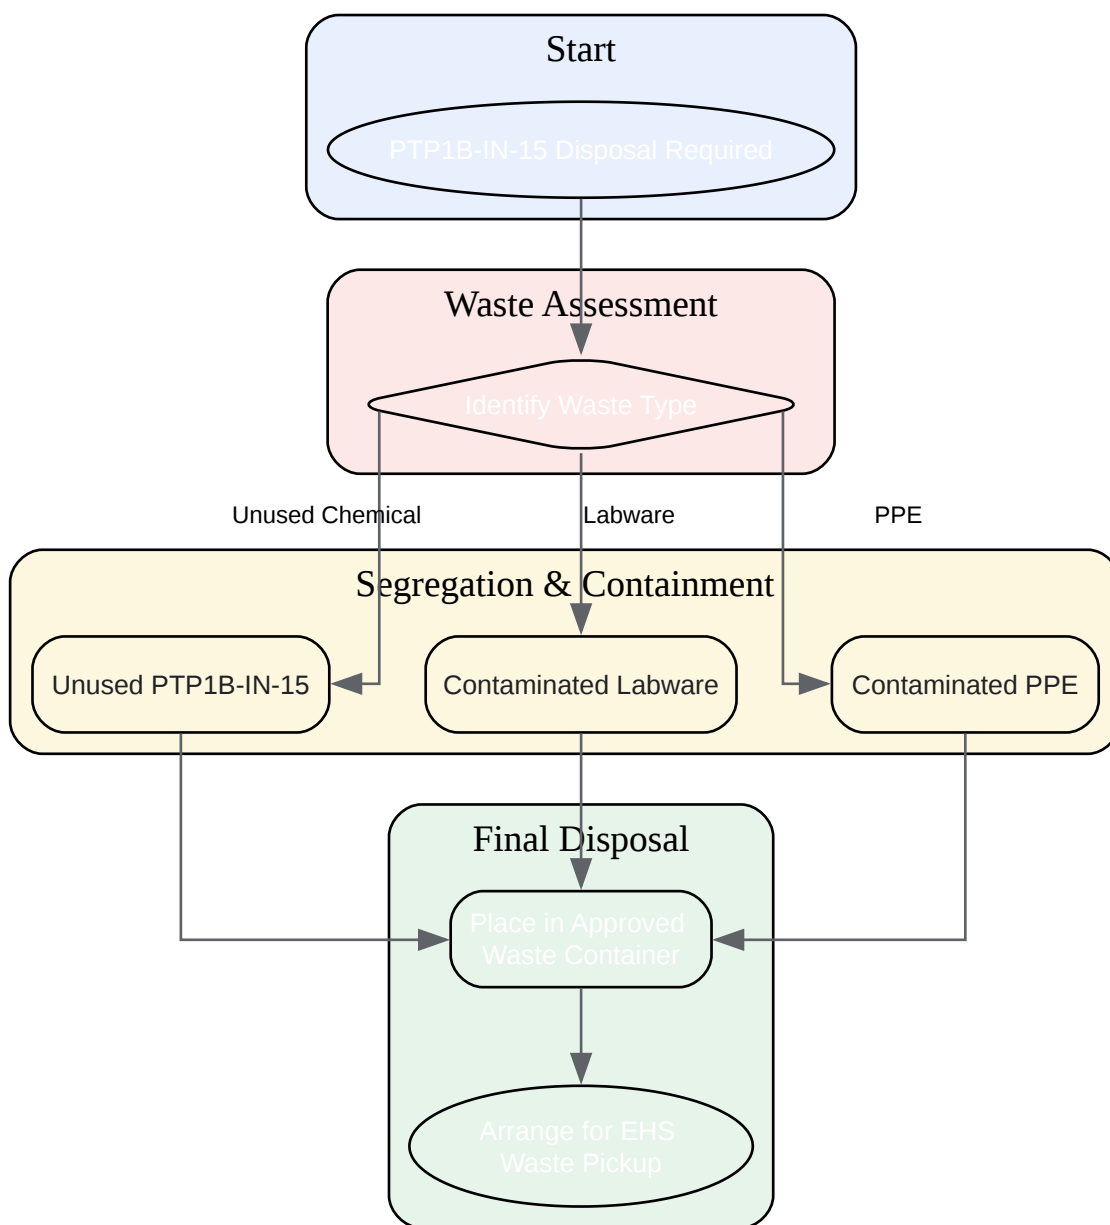 Start
PTP1B-IN-15 Disposal Required
Waste Assessment
Identify Waste Type
Unused Chemical
Labware
PPE
Segregation & Containment
Unused PTP1B-IN-15
Contaminated Labware
Contaminated PPE
Final Disposal
Place in Approved
Waste Container
Arrange for EHS
Waste Pickup